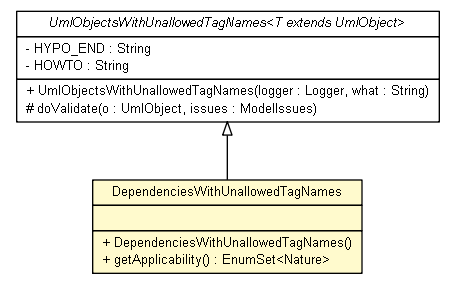 UmlObjectsWithUnallowedTagNames<T extends UmlObject>
- HYPO_END : String
- HOWTO : String
+ UmlObjectsWithUnallowedTagNames(logger : Logger, what : String)
# doValidate(o : UmlObject, issues : ModelIssues)
DependenciesWithUnallowedTagNames
+ DependenciesWithUnallowedTagNames()
+ getApplicability() : EnumSet<Nature>